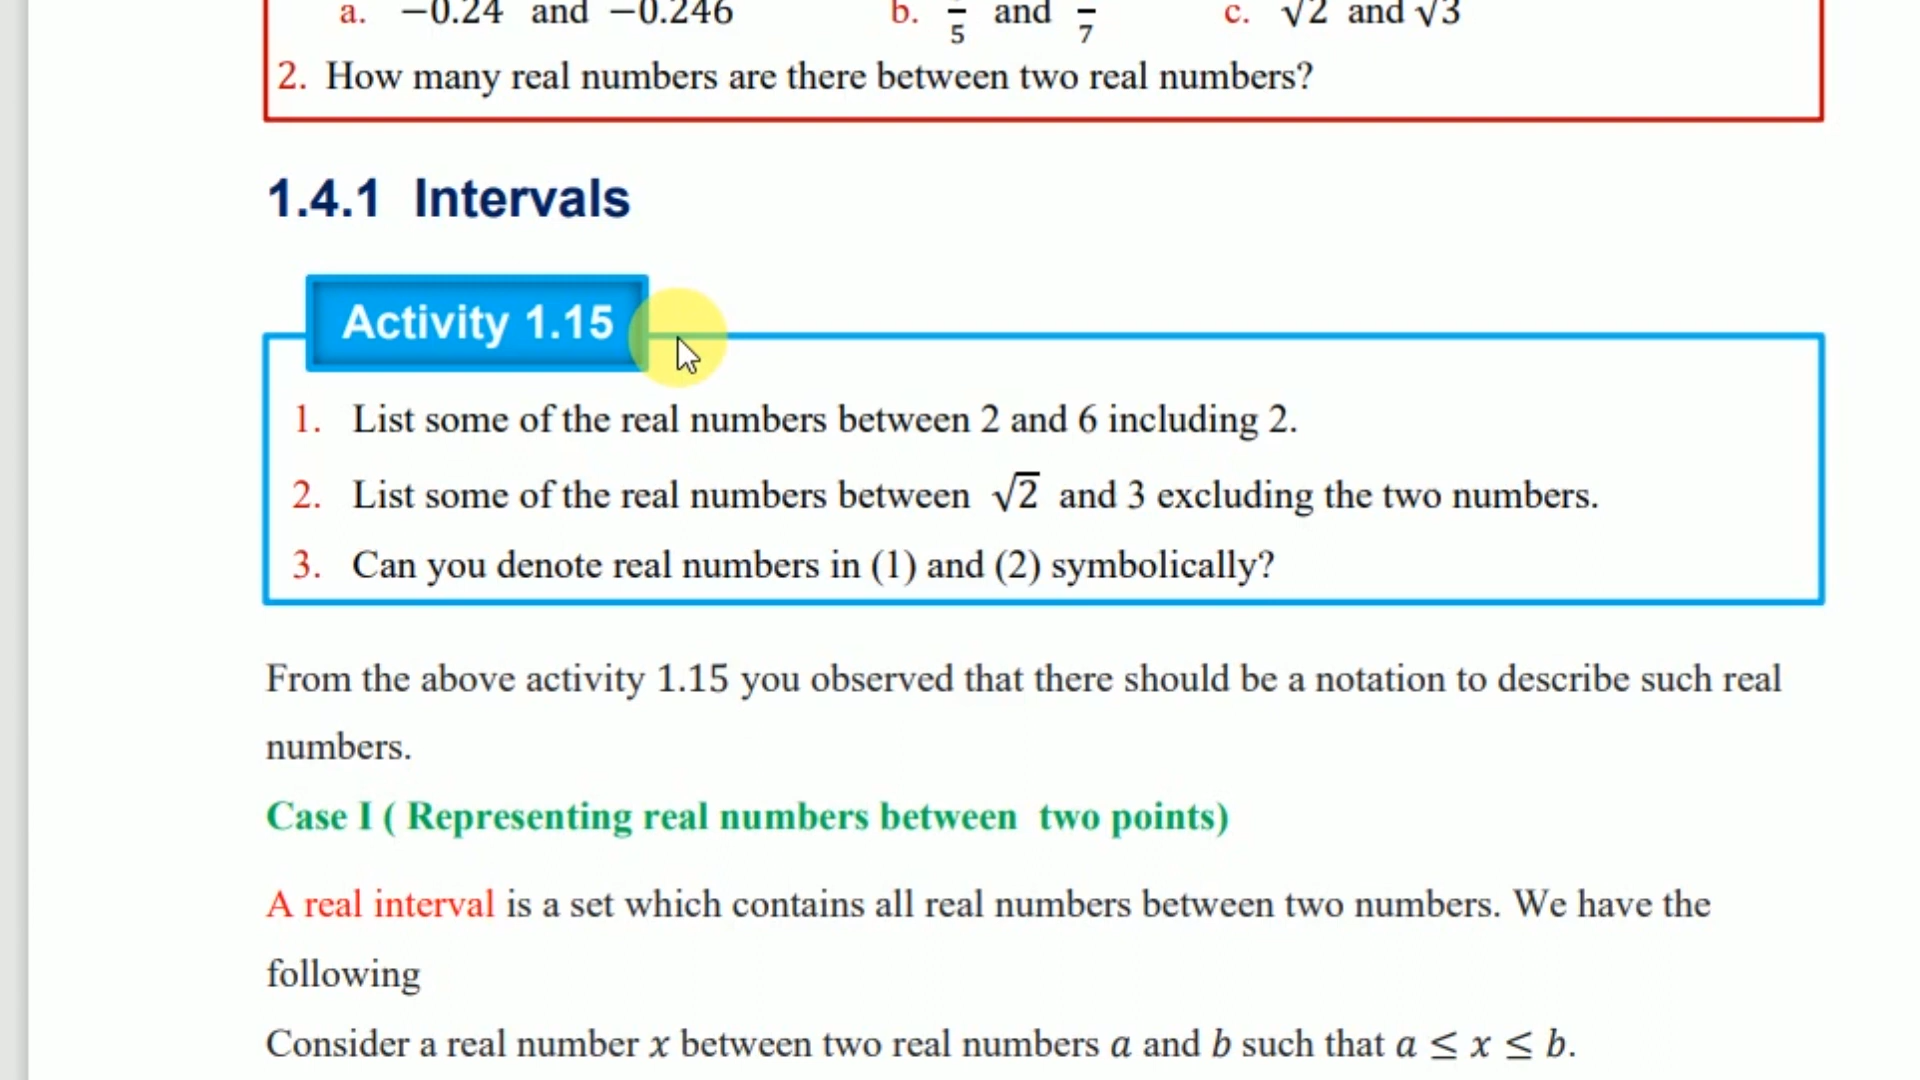 a. −0.24 and −0.246 b. 5 and 7 c. √2 and √3
2. How many real numbers are there between two real numbers?
1.4.1 Intervals
Activity 1.15
1. List some of the real numbers between 2 and 6 including 2.
2. List some of the real numbers between √2 and 3 excluding the two numbers.
3. Can you denote real numbers in (1) and (2) symbolically?
From the above activity 1.15 you observed that there should be a notation to describe such real
numbers.
Case I ( Representing real numbers between two points)
A real interval is a set which contains all real numbers between two numbers. We have the
following
Consider a real number x between two real numbers a and b such that a ≤ x ≤ b.